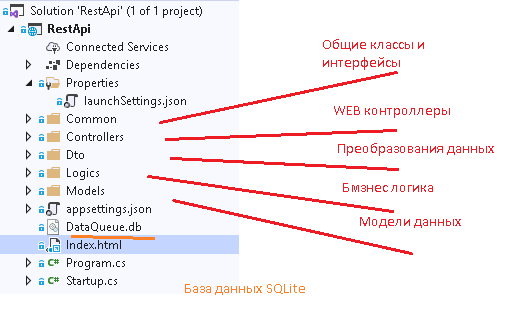 Solution 'RestApi' (1 of 1 project)
RestApi
Connected Services
Dependencies
Properties
launchSettings.json
Common
Controllers
Dto
Logics
Models
appsettings.json
DataQueue.db
Index.html
C# Program.cs
C# Startup.cs
Общие классы и
интерфейсы
WEB контроллеры
Преобразования данных
Бмзнес логика
Модели данных
База данных SQLite